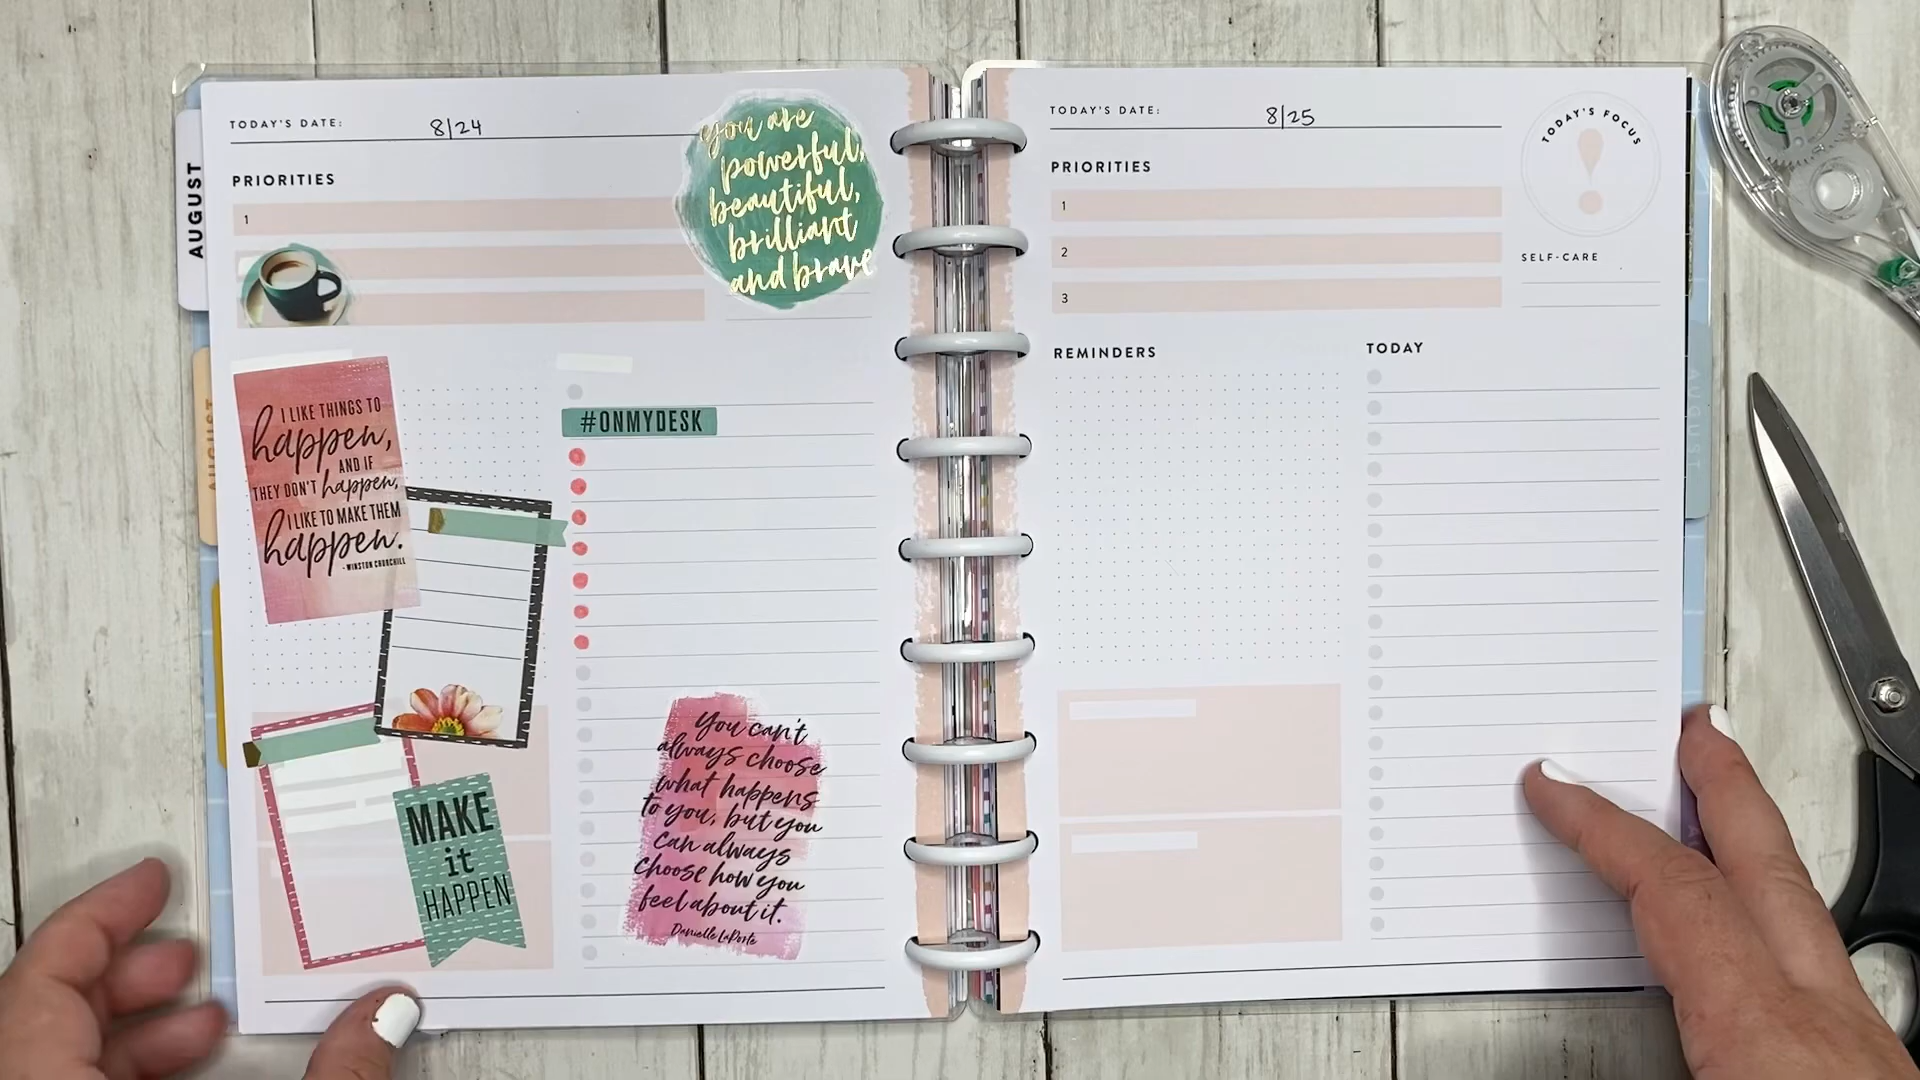 TODAY'S DATE: 8/24
PRIORITIES
1
you are
powerful,
beautiful,
brilliant
and brave
AUGUST
AUGUST
I LIKE THINGS TO
happen,
AND IF
THEY DON'T happen,
I LIKE TO MAKE THEM
happen.
- WINSTON CHURCHILL
#ONMYDESK
MAKE
it
HAPPEN
You can't
always choose
what happens
to you, but you
can always
choose how you
feel about it.
Danielle LaPorte
TODAY'S DATE: 8/25
PRIORITIES
1
2
3
TODAY'S FOCUS
!
SELF-CARE
REMINDERS
TODAY
AUGUST